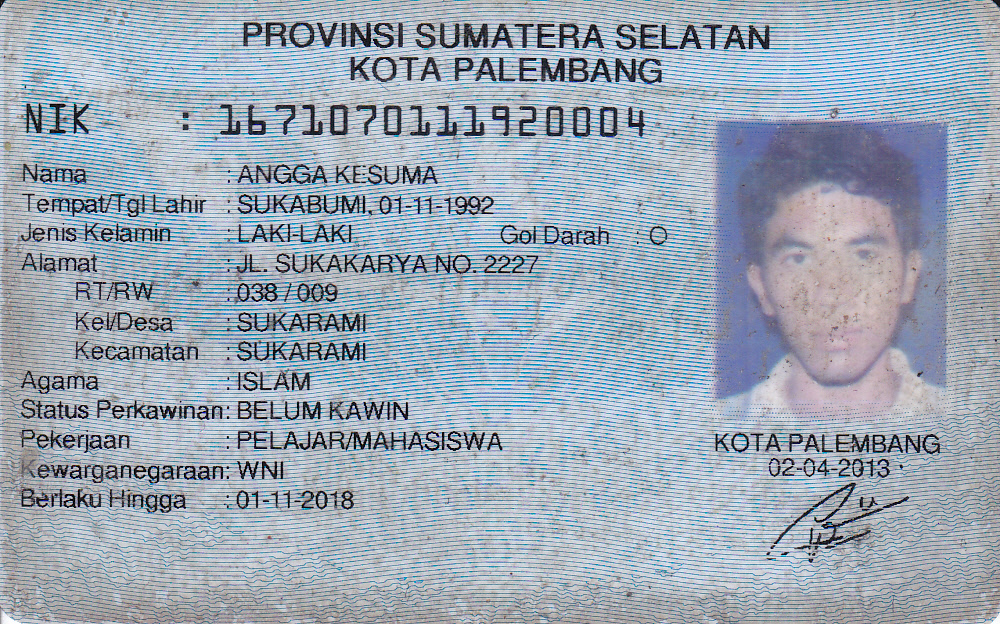 PROVINSI SUMATERA SELATAN
KOTA PALEMBANG
NIK : 1671070111920004
Nama : ANGGA KESUMA
Tempat/Tgl Lahir : SUKABUMI, 01-11-1992
Jenis Kelamin : LAKI-LAKI Gol Darah : O
Alamat : JL. SUKAKARYA NO. 2227
RT/RW : 038 / 009
Kel/Desa : SUKARAMI
Kecamatan : SUKARAMI
Agama : ISLAM
Status Perkawinan: BELUM KAWIN
Pekerjaan : PELAJAR/MAHASISWA
Kewarganegaraan: WNI
Berlaku Hingga : 01-11-2018
KOTA PALEMBANG
02-04-2013